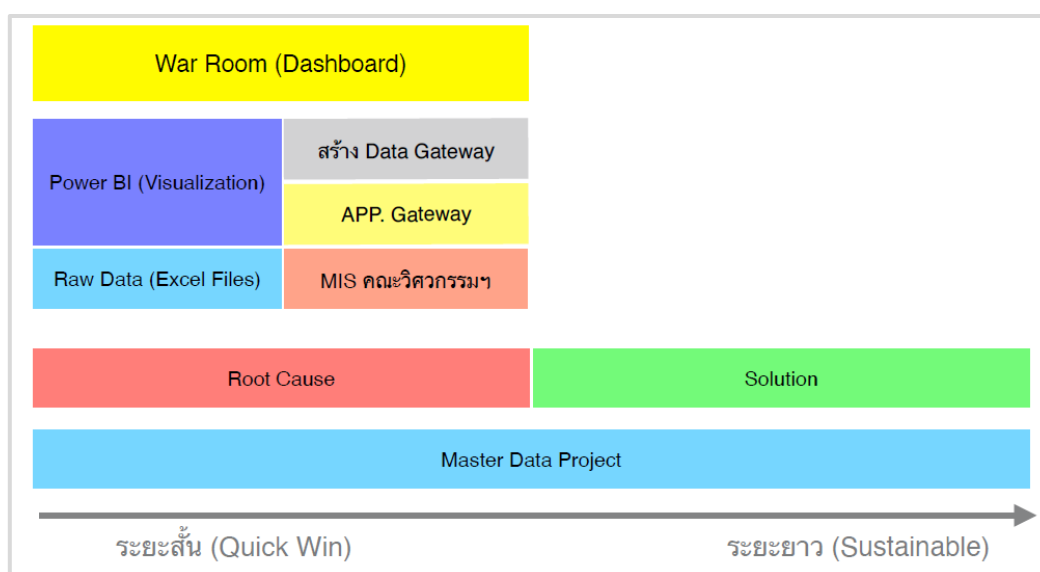 War Room (Dashboard)
Power BI (Visualization)
สร้าง Data Gateway
APP. Gateway
Raw Data (Excel Files)
MIS คณะวิศวกรรมฯ
Root Cause
Solution
Master Data Project
ระยะสั้น (Quick Win)
ระยะยาว (Sustainable)